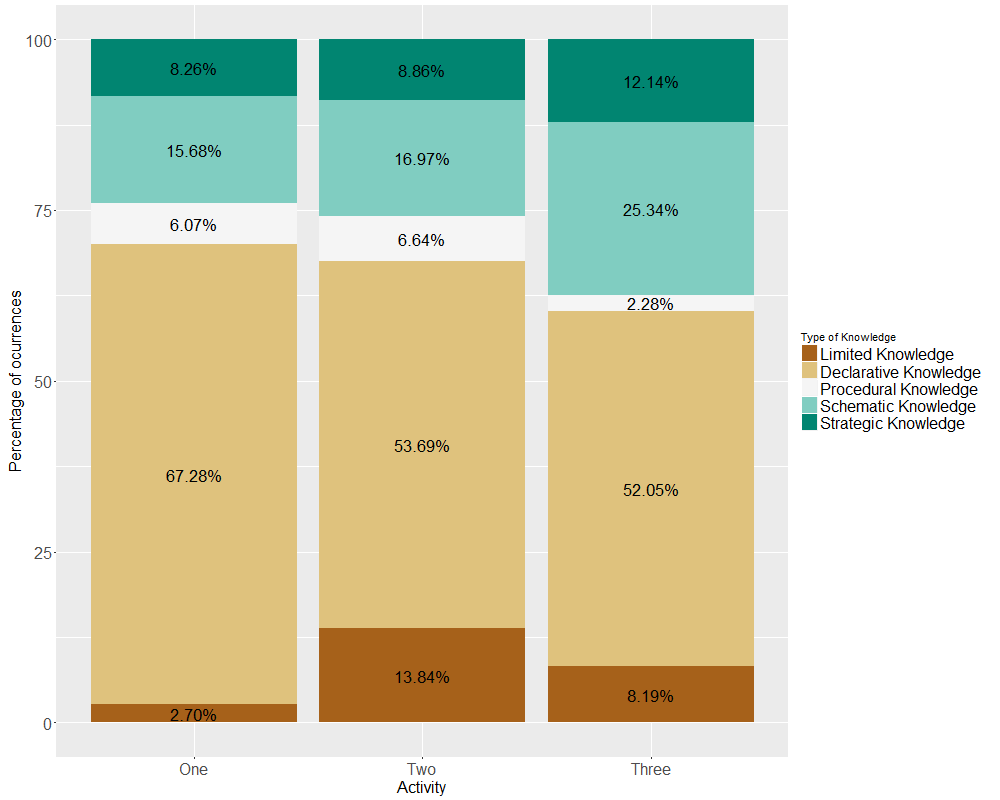 100
8.26%
8.86%
12.14%
15.68%
16.97%
25.34%
75
6.07%
6.64%
2.28%
Percentage of ocurrences
Type of Knowledge
Limited Knowledge
Declarative Knowledge
Procedural Knowledge
Schematic Knowledge
Strategic Knowledge
50
67.28%
53.69%
52.05%
25
2.70%
13.84%
8.19%
0
One
Two
Three
Activity